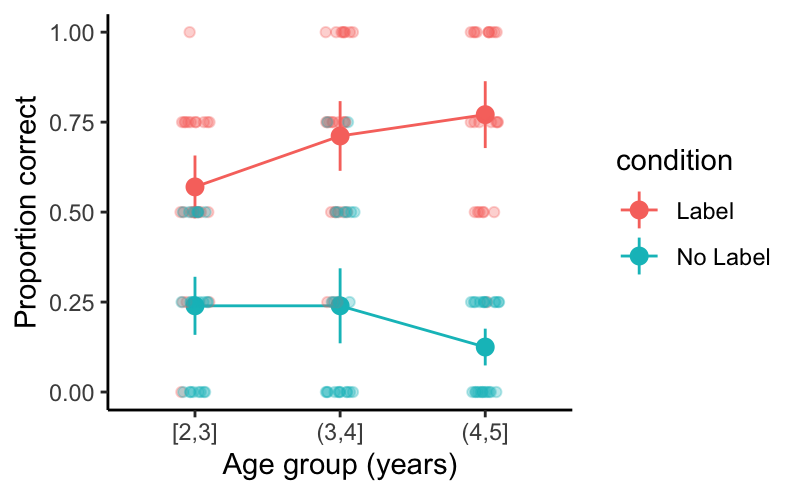 1.00
0.75
0.50
0.25
0.00
Proportion correct
[2,3]
(3,4]
(4,5]
Age group (years)
condition
Label
No Label